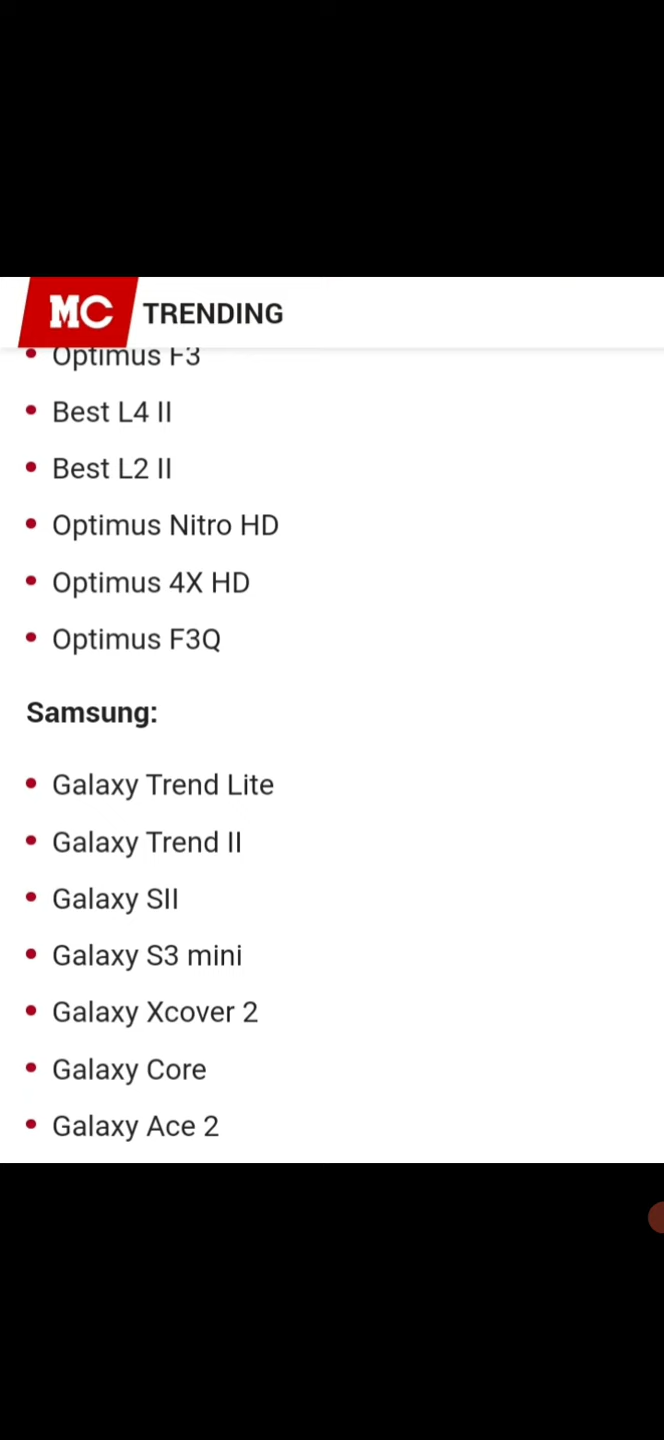 MC TRENDING
Optimus F3
Best L4 II
Best L2 II
Optimus Nitro HD
Optimus 4X HD
Optimus F3Q
Samsung:
Galaxy Trend Lite
Galaxy Trend II
Galaxy SII
Galaxy S3 mini
Galaxy Xcover 2
Galaxy Core
Galaxy Ace 2